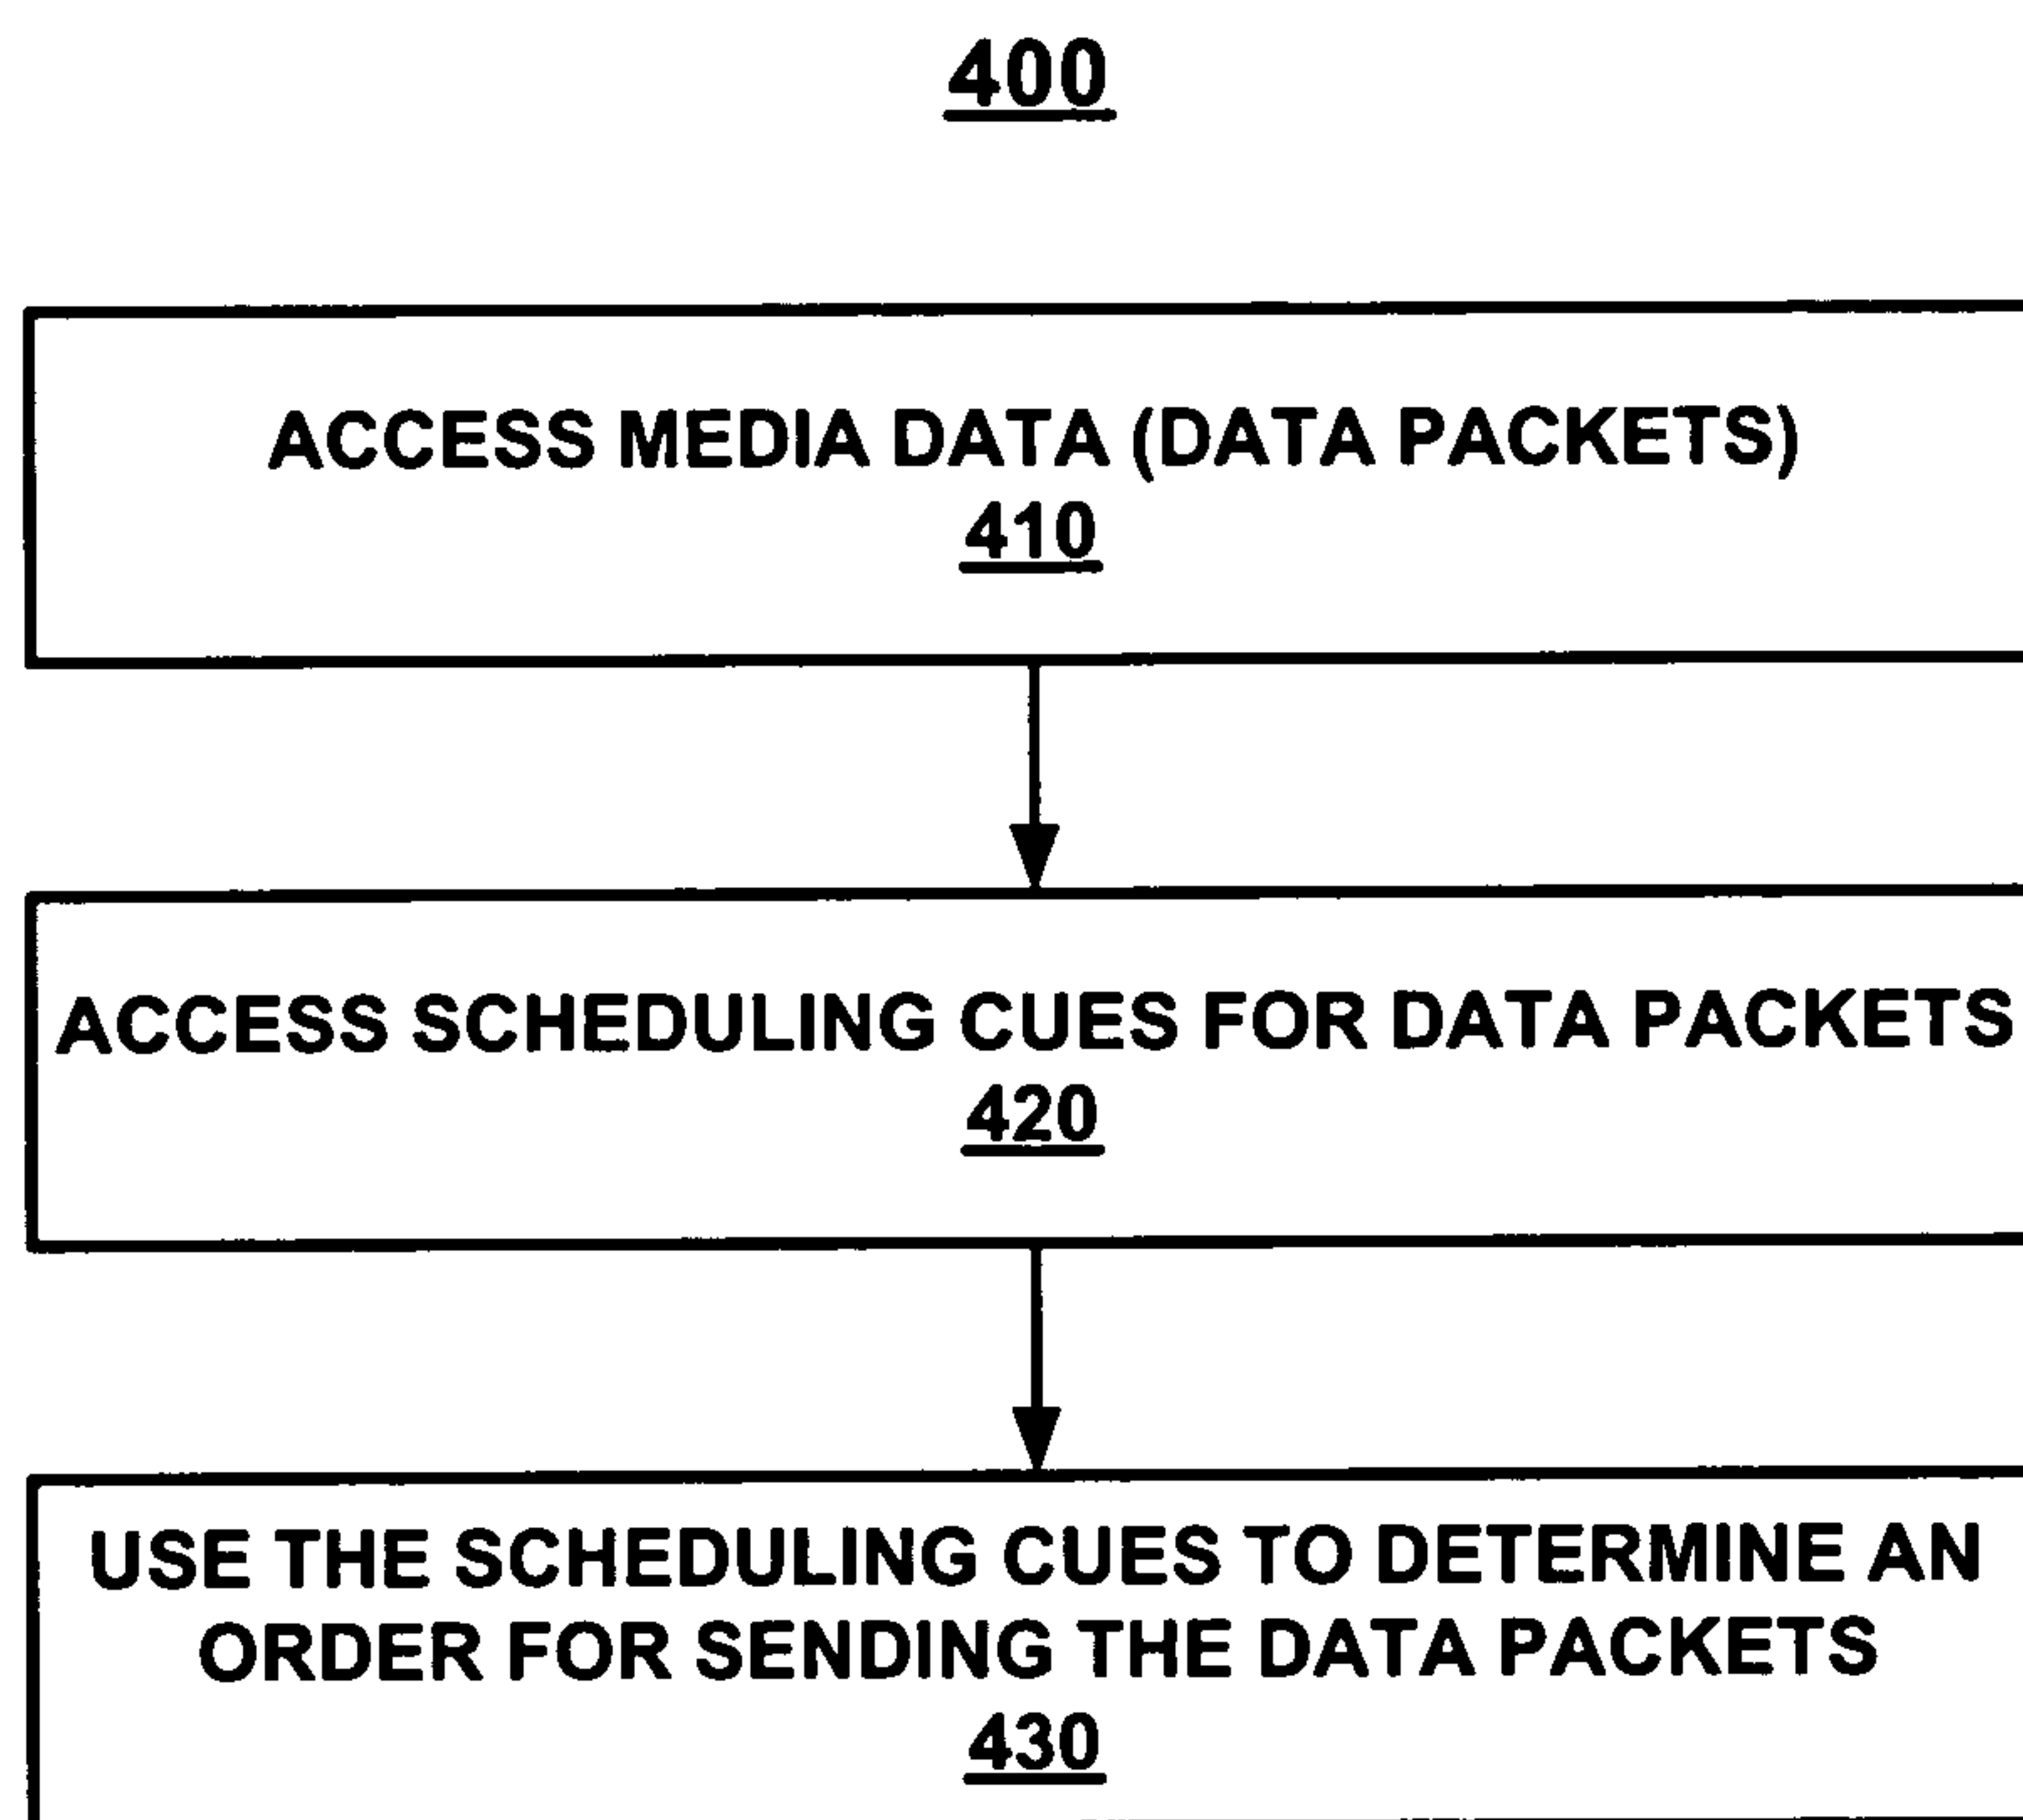 400
ACCESS MEDIA DATA (DATA PACKETS)
410
ACCESS SCHEDULING CUES FOR DATA PACKETS
420
USE THE SCHEDULING CUES TO DETERMINE AN
ORDER FOR SENDING THE DATA PACKETS
430